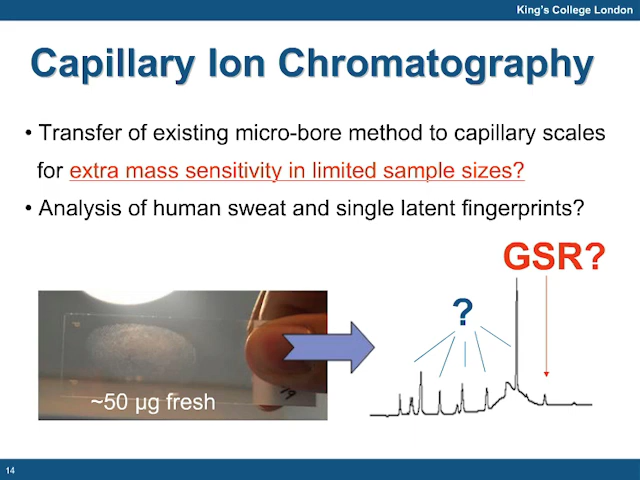 King's College London
Capillary Ion Chromatography
• Transfer of existing micro-bore method to capillary scales
for extra mass sensitivity in limited sample sizes?
• Analysis of human sweat and single latent fingerprints?
GSR?
?
~50 µg fresh
14